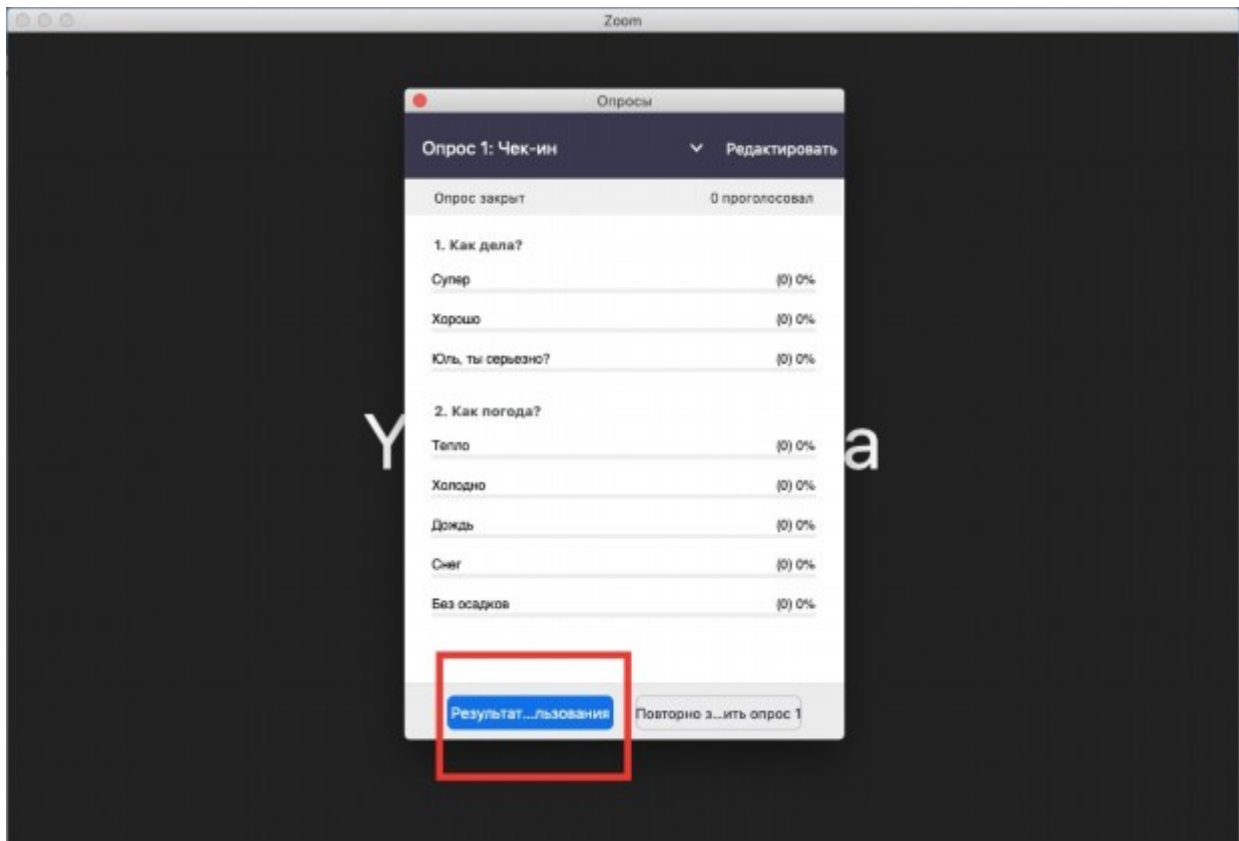 Zoom
Опросы
Опрос 1: Чек-ин
Редактировать
Опрос закрыт
0 проголосовал
1. Как дела?
Супер (0) 0%
Хорошо (0) 0%
Юль, ты серьезно? (0) 0%
2. Как погода?
Y a
Тепло (0) 0%
Холодно (0) 0%
Дождь (0) 0%
Снег (0) 0%
Без осадков (0) 0%
Результат...льзования
Повторно з...ить опрос 1